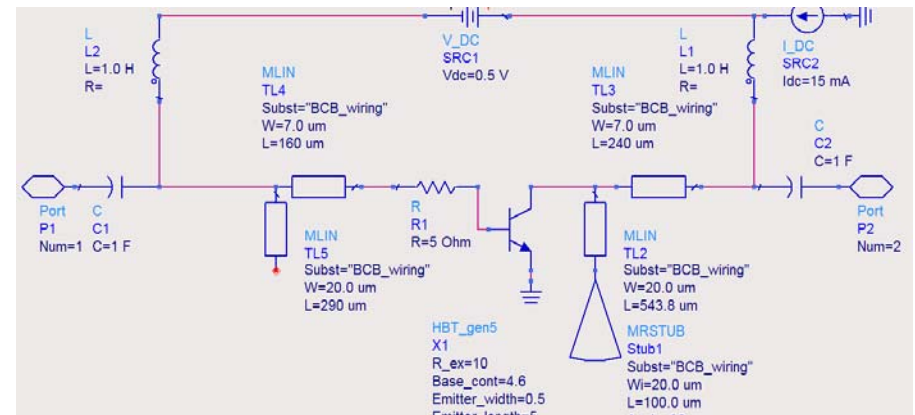 L
L2
L=1.0 H
R=
V_DC
SRC1
Vdc=0.5 V
L
L1
L=1.0 H
R=
I_DC
SRC2
Idc=15 mA
MLIN
TL4
Subst="BCB_wiring"
W=7.0 um
L=160 um
MLIN
TL3
Subst="BCB_wiring"
W=7.0 um
L=240 um
C
C2
C=1 F
Port
P1
Num=1
C
C1
C=1 F
R
R1
R=5 Ohm
Port
P2
Num=2
MLIN
TL5
Subst="BCB_wiring"
W=20.0 um
L=290 um
MLIN
TL2
Subst="BCB_wiring"
W=20.0 um
L=543.8 um
HBT_gen5
X1
R_ex=10
Base_cont=4.6
Emitter_width=0.5
Emitter_length=5
MRSTUB
Stub1
Subst="BCB_wiring"
Wi=20.0 um
L=100.0 um